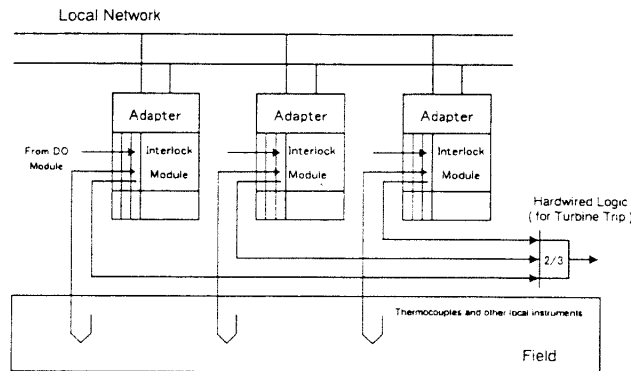 Local Network
Adapter
Adapter
Adapter
From DO
Module
Interlock
Module
Interlock
Module
Interlock
Module
Hardwired Logic
( for Turbine Trip )
2/3
Thermocouples and other local instruments
Field